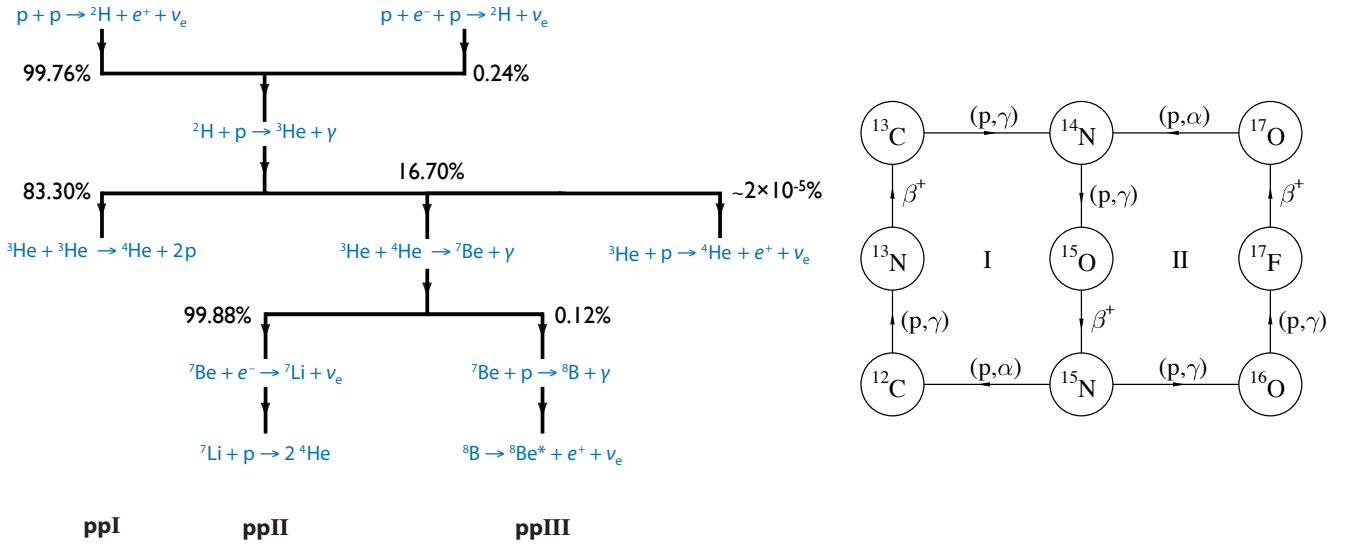 p + p → ²H + e⁺ + νₑ
p + e⁻ + p → ²H + νₑ
99.76%
0.24%
²H + p → ³He + γ
83.30%
16.70%
~2×10⁻⁵%
³He + ³He → ⁴He + 2p
³He + ⁴He → ⁷Be + γ
³He + p → ⁴He + e⁺ + νₑ
99.88%
0.12%
⁷Be + e⁻ → ⁷Li + νₑ
⁷Be + p → ⁸B + γ
⁷Li + p → 2 ⁴He
⁸B → ⁸Be* + e⁺ + νₑ
ppI
ppII
ppIII
¹³C
(p,γ)
¹⁴N
(p,α)
¹⁷O
β⁺
(p,γ)
β⁺
¹³N
I
¹⁵O
II
¹⁷F
(p,γ)
β⁺
(p,γ)
¹²C
(p,α)
¹⁵N
(p,γ)
¹⁶O